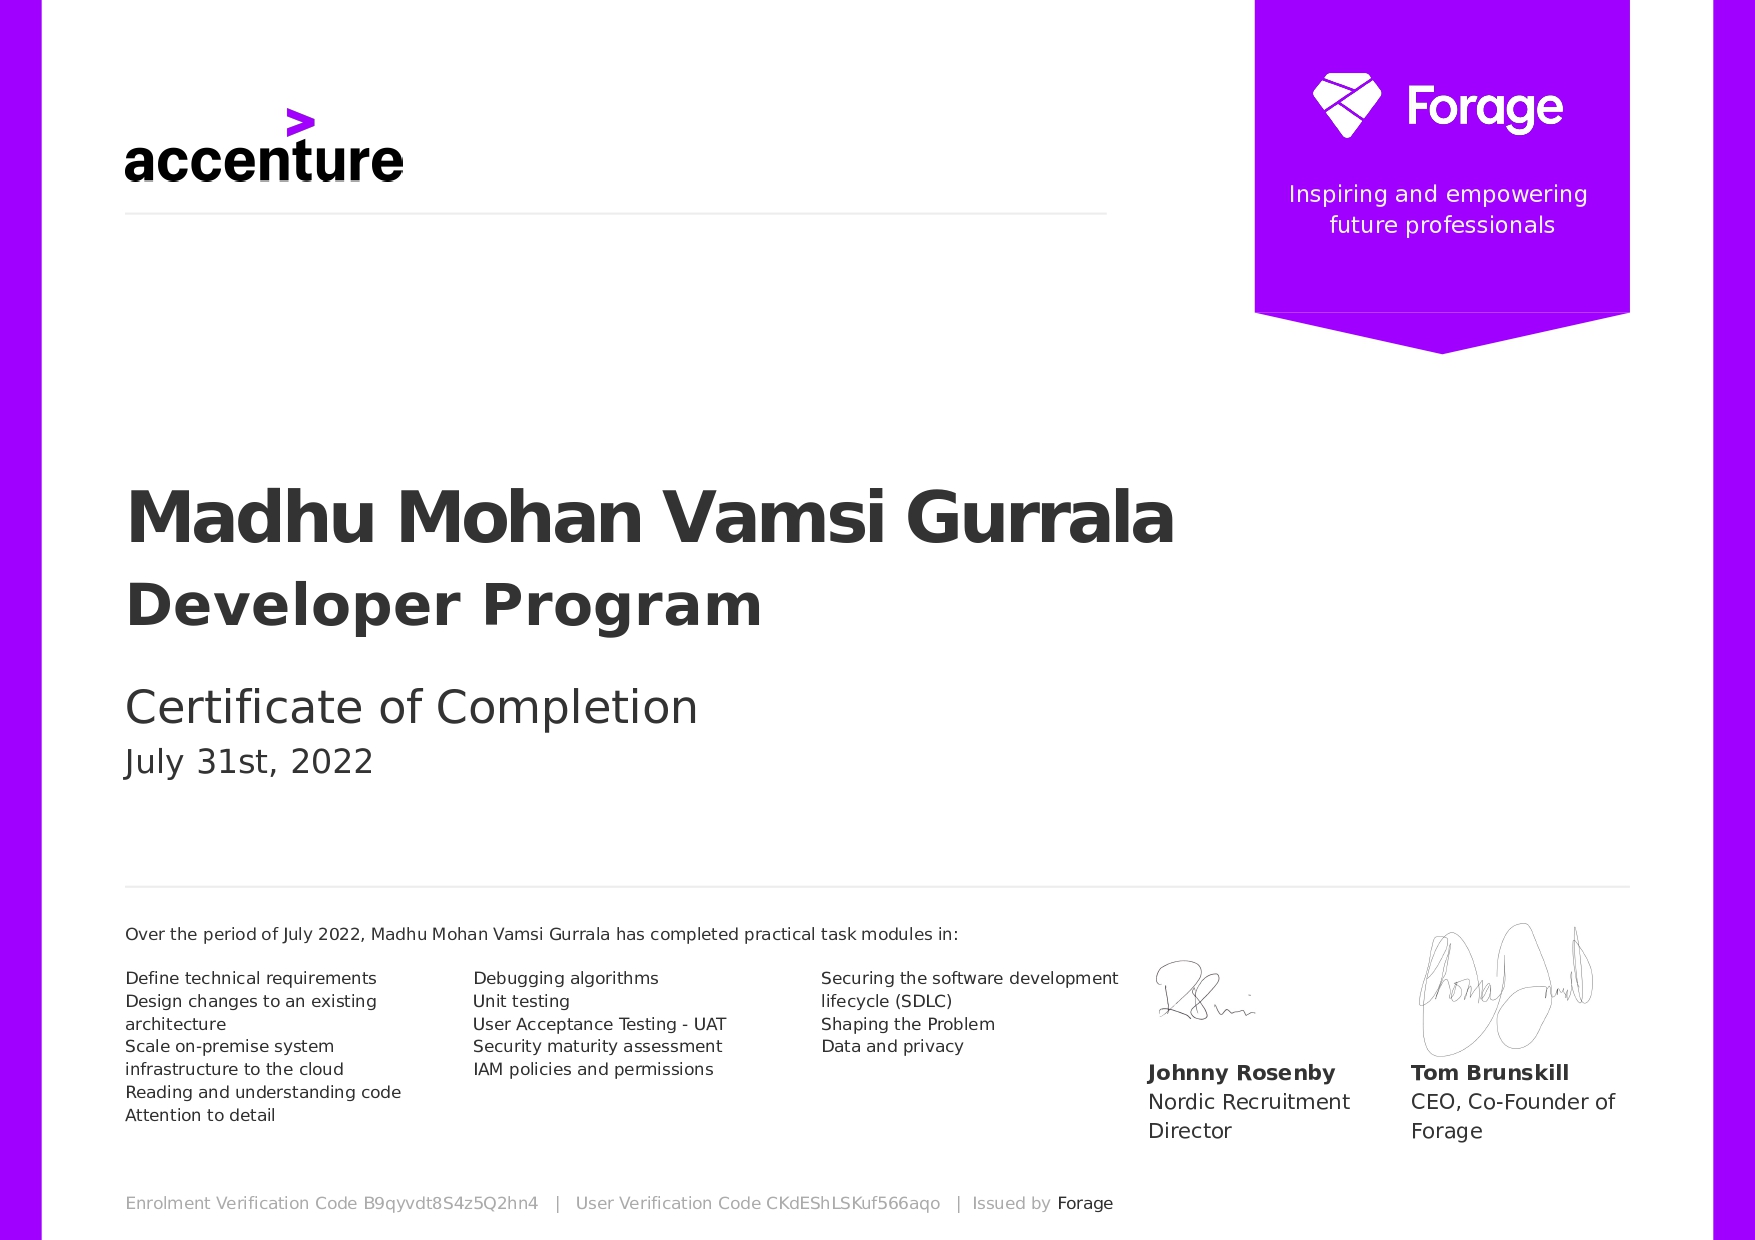 accenture
Forage
Inspiring and empowering
future professionals
Madhu Mohan Vamsi Gurrala
Developer Program
Certificate of Completion
July 31st, 2022
Over the period of July 2022, Madhu Mohan Vamsi Gurrala has completed practical task modules in:
Define technical requirements
Design changes to an existing
architecture
Scale on-premise system
infrastructure to the cloud
Reading and understanding code
Attention to detail
Debugging algorithms
Unit testing
User Acceptance Testing - UAT
Security maturity assessment
IAM policies and permissions
Securing the software development
lifecycle (SDLC)
Shaping the Problem
Data and privacy
Johnny Rosenby
Nordic Recruitment
Director
Tom Brunskill
CEO, Co-Founder of
Forage
Enrolment Verification Code B9qyvdt8S4z5Q2hn4 | User Verification Code CKdEShLSKuf566aqo | Issued by Forage